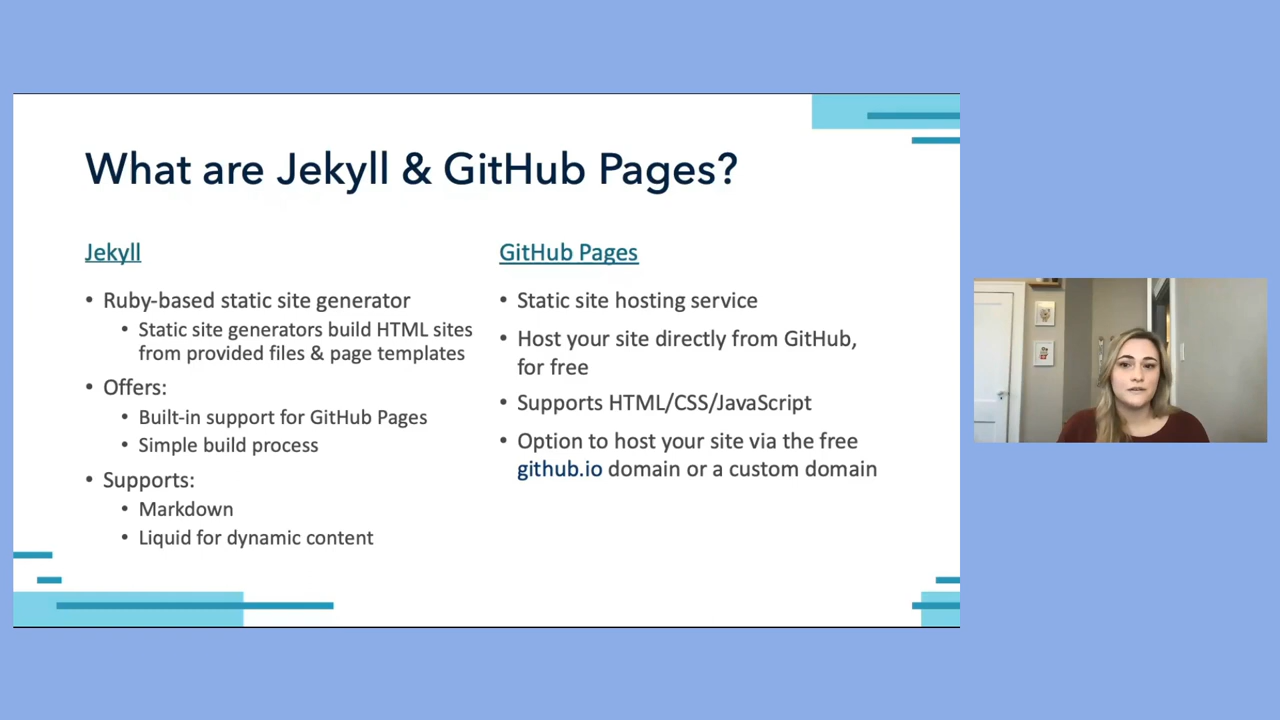 What are Jekyll & GitHub Pages?
Jekyll
• Ruby-based static site generator
• Static site generators build HTML sites
from provided files & page templates
• Offers:
• Built-in support for GitHub Pages
• Simple build process
• Supports:
• Markdown
• Liquid for dynamic content
GitHub Pages
• Static site hosting service
• Host your site directly from GitHub,
for free
• Supports HTML/CSS/JavaScript
• Option to host your site via the free
github.io domain or a custom domain